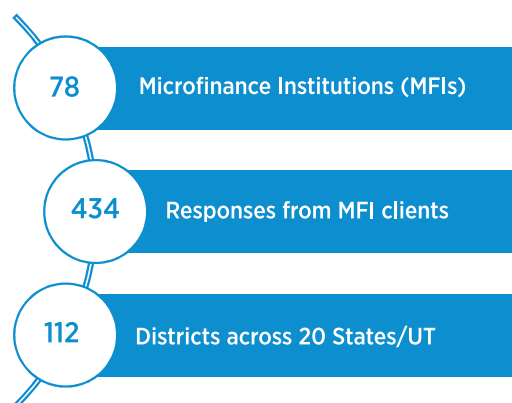 78 Microfinance Institutions (MFIs)
434 Responses from MFI clients
112 Districts across 20 States/UT